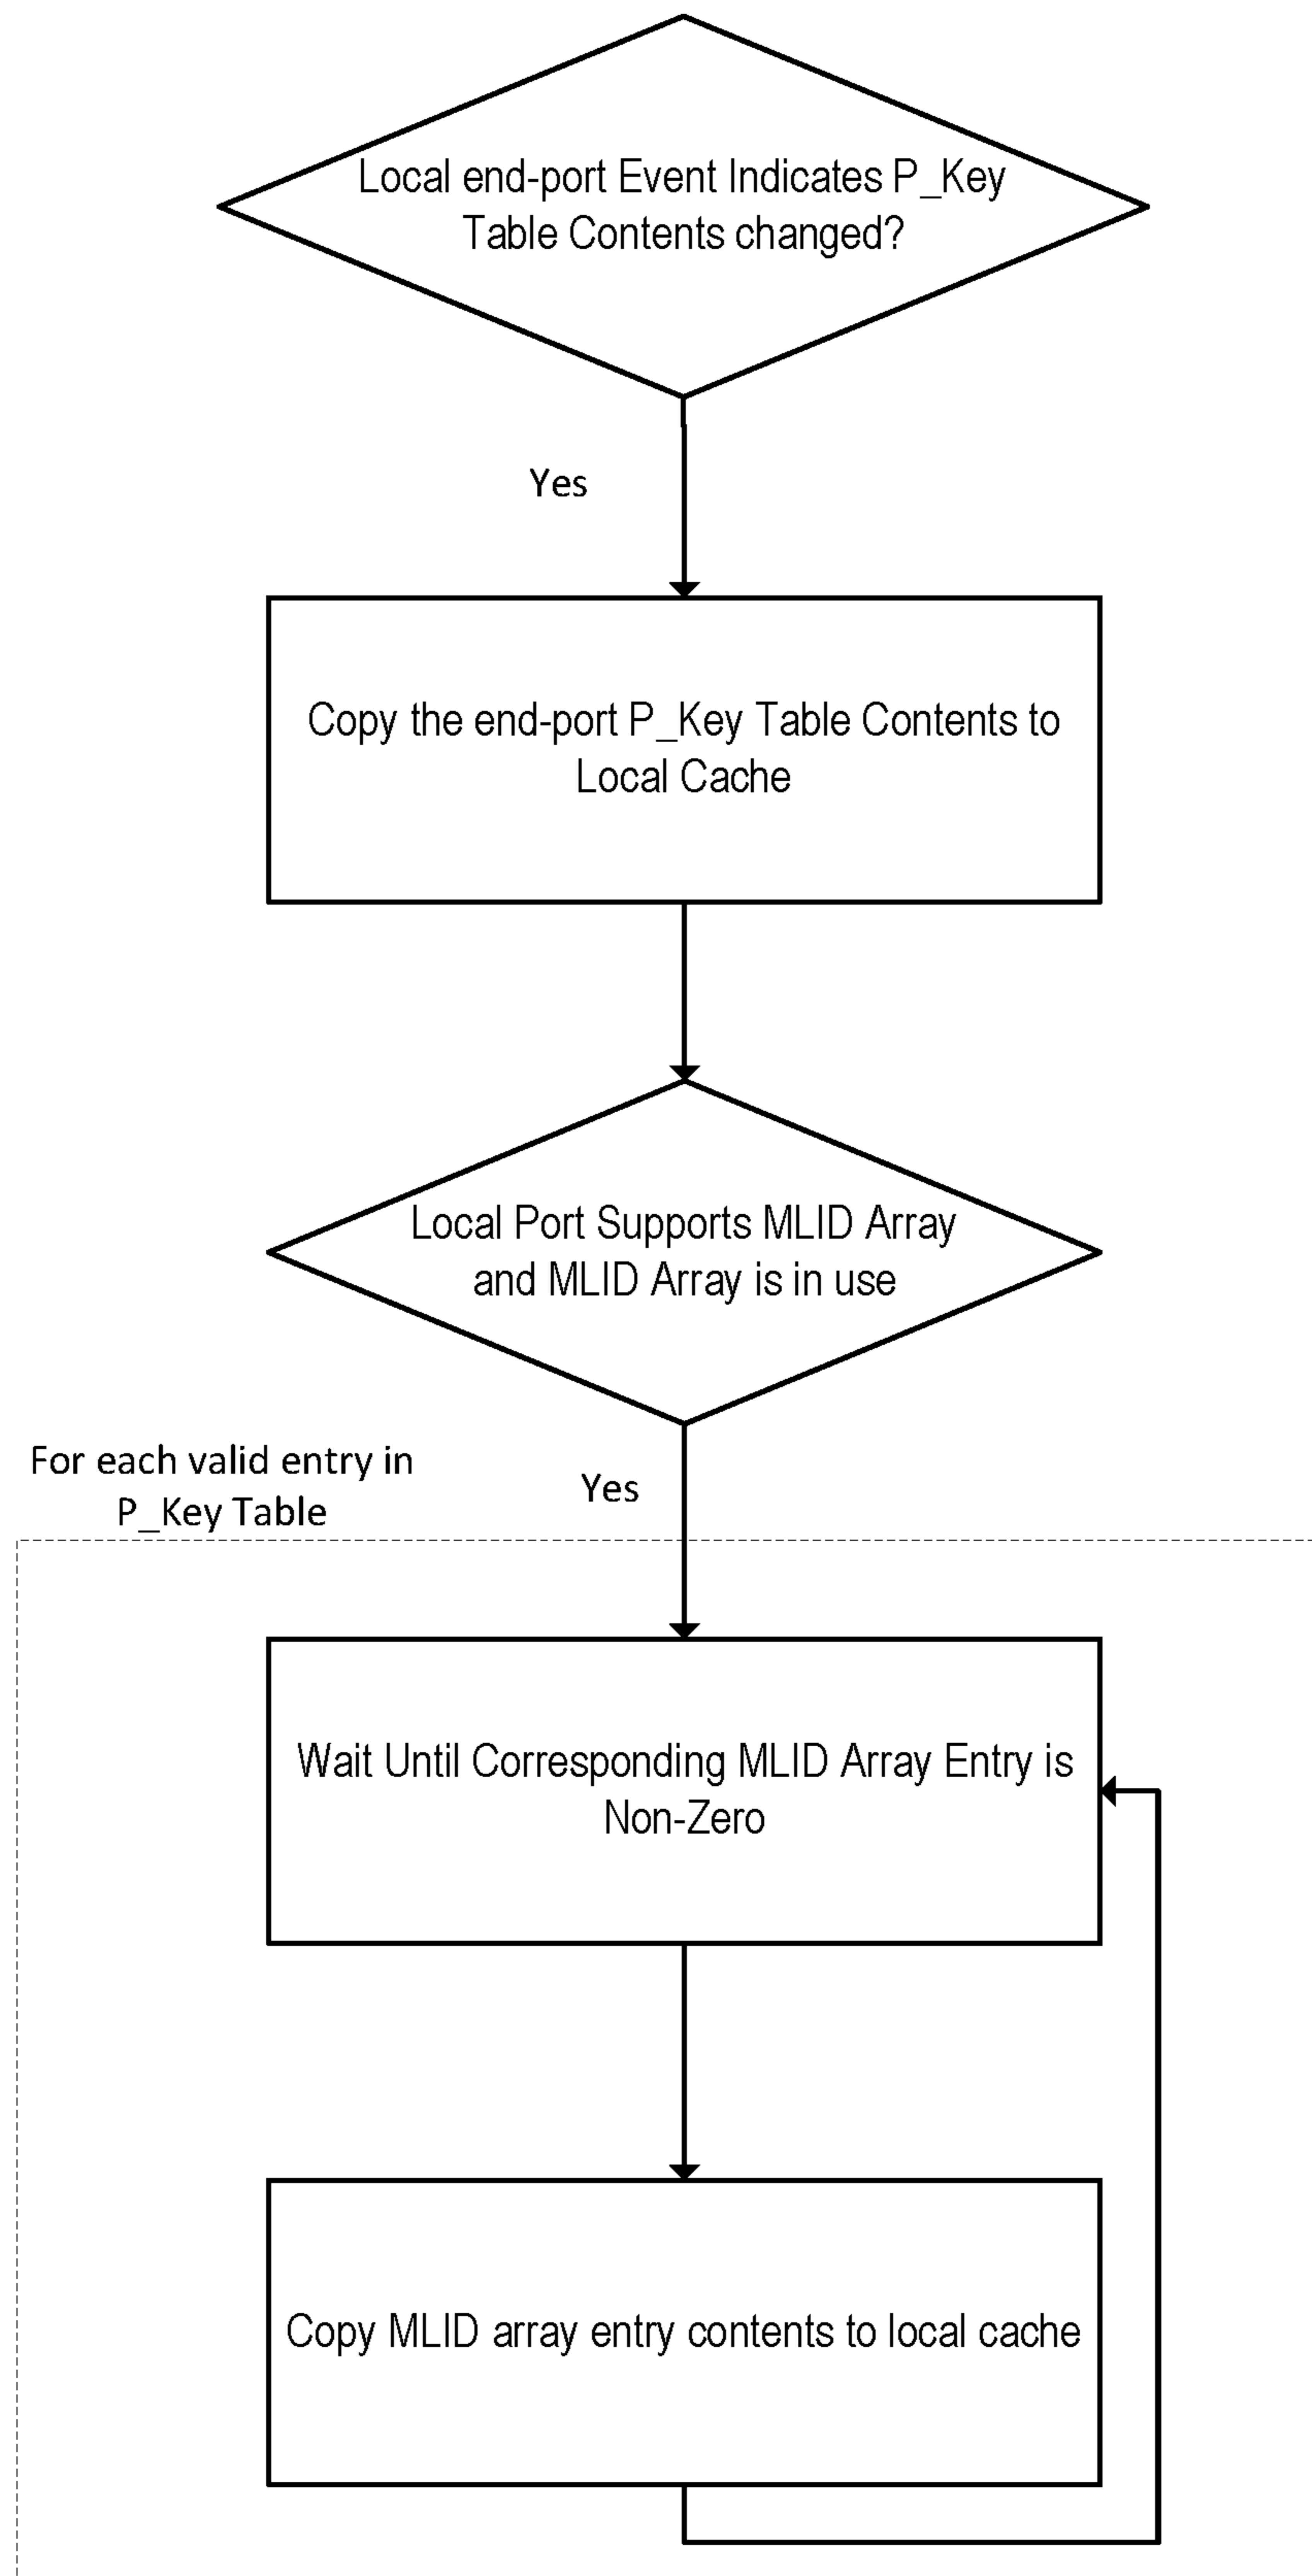 Local end-port Event Indicates P_Key
Table Contents changed?
Yes
Copy the end-port P_Key Table Contents to
Local Cache
Local Port Supports MLID Array
and MLID Array is in use
For each valid entry in
P_Key Table
Yes
Wait Until Corresponding MLID Array Entry is
Non-Zero
Copy MLID array entry contents to local cache